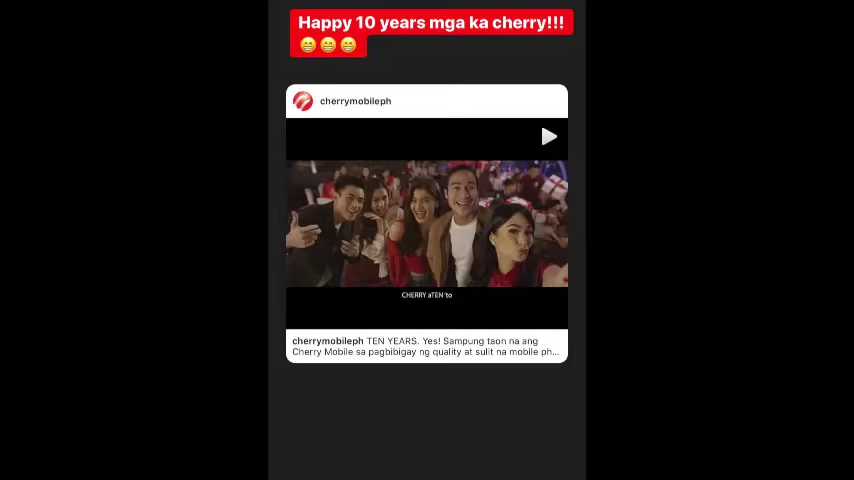 Happy 10 years mga ka cherry!!!
😁😁😁
cherrymobileph
CHERRY aTEN 'to
cherrymobileph TEN YEARS. Yes! Sampung taon na ang
Cherry Mobile sa pagbibigay ng quality at sulit na mobile ph...